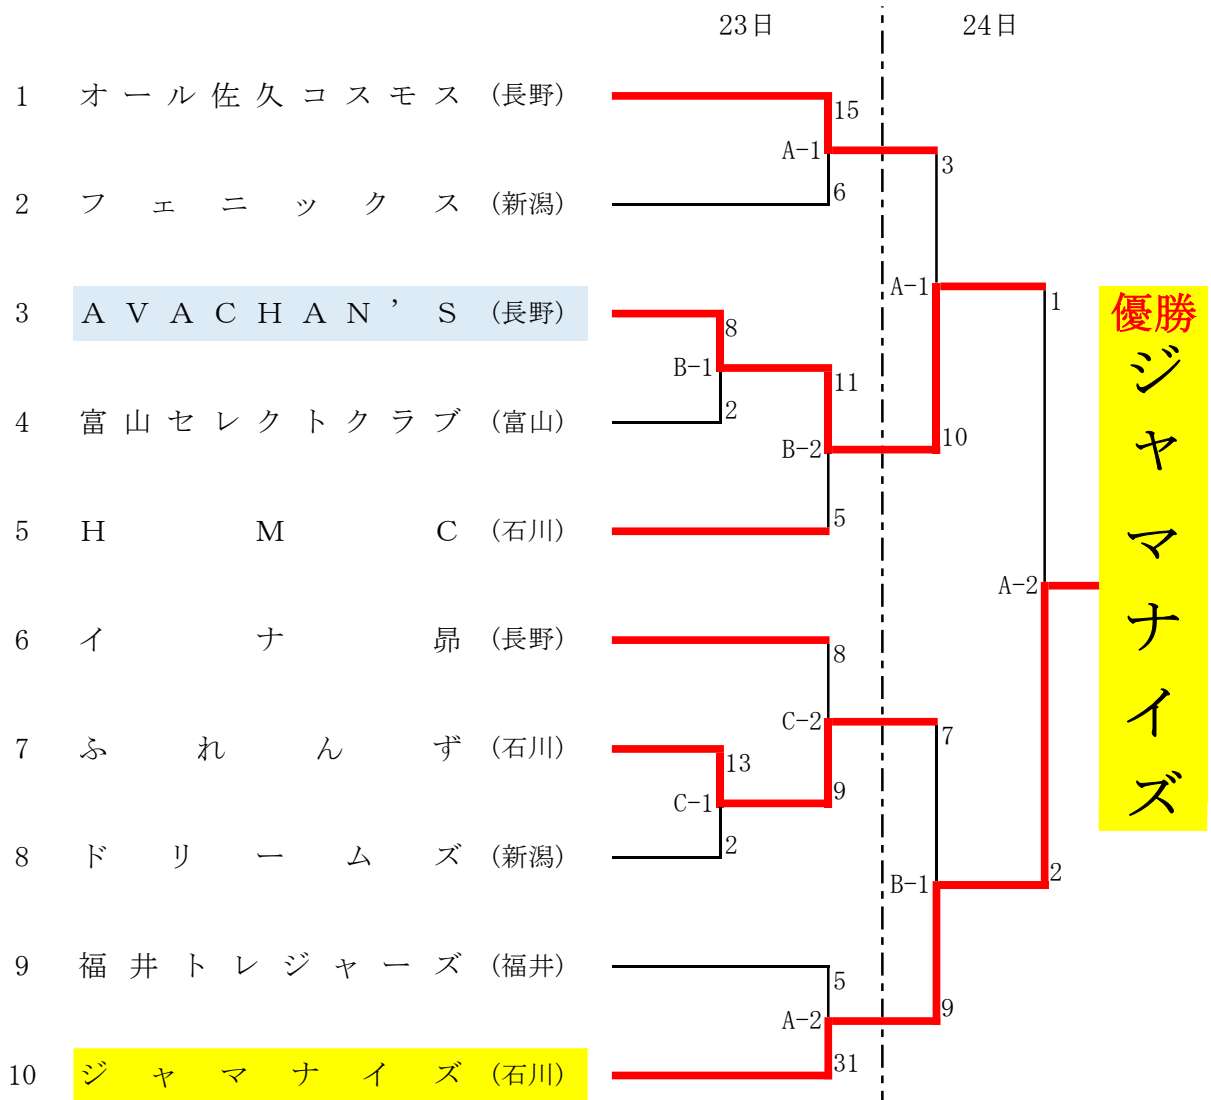 23日 24日
1 オール佐久コスモス (長野)
15
A-1
3
2 フェニックス (新潟)
6
A-1
1
3 ＡＶＡＣＨＡＮ’Ｓ (長野)
8
B-1
11
4 富山セレクトクラブ (富山)
2
B-2
10
5 ＨＭＣ (石川)
5
A-2
6 イナ昴 (長野)
8
C-2
7
7 ふれんず (石川)
13
C-1
9
8 ドリームズ (新潟)
2
B-1
2
9 福井トレジャーズ (福井)
5
A-2
9
10 ジャマナイズ (石川)
31
優勝
ジャマナイズ